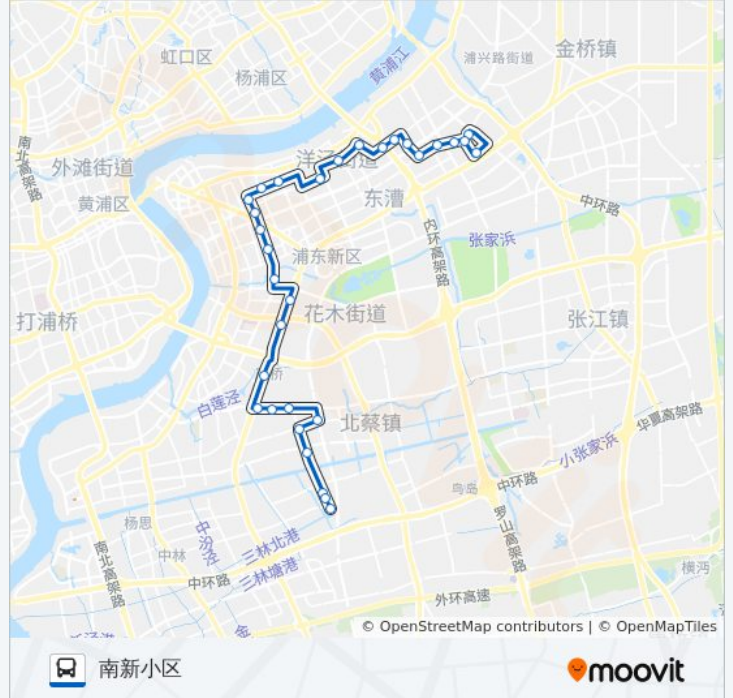 金桥镇
虹口区
浦兴路街道
杨浦区
黄浦江
南北高架路
外滩街道
东漕
黄浦区
中环路
内环高架路
张家浜
浦东新区
花木街道
张江镇
打浦桥
白莲泾
北蔡镇
华夏高架路
小张家浜
鸟岛
中环路
罗山高架路
杨思
中汾泾
三林北港
中林
南北高架路
三林塘港
中环路
横沔
外环高速
© OpenStreetMap contributors | © OpenMapTiles
南新小区
moovit